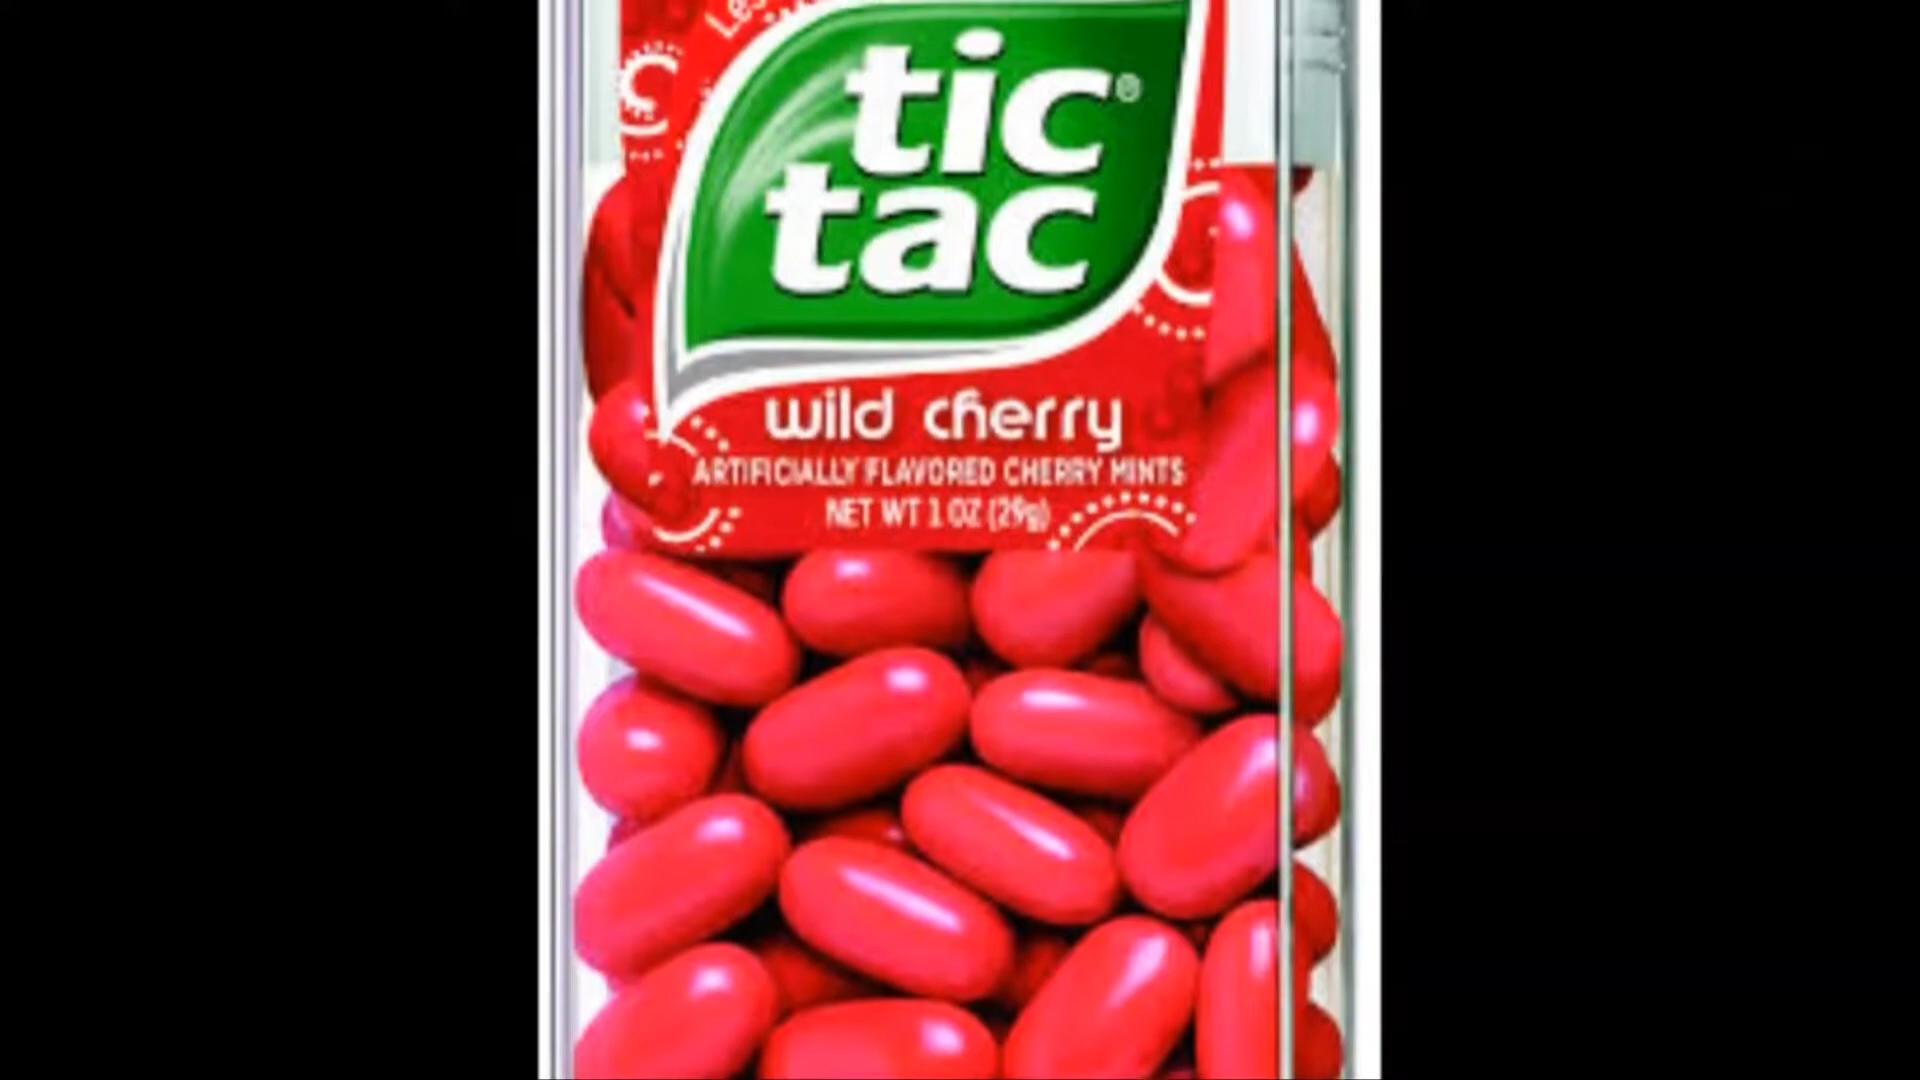 tic®
tac
wild cherry
ARTIFICIALLY FLAVORED CHERRY MINTS
NET WT 1 OZ (29g)